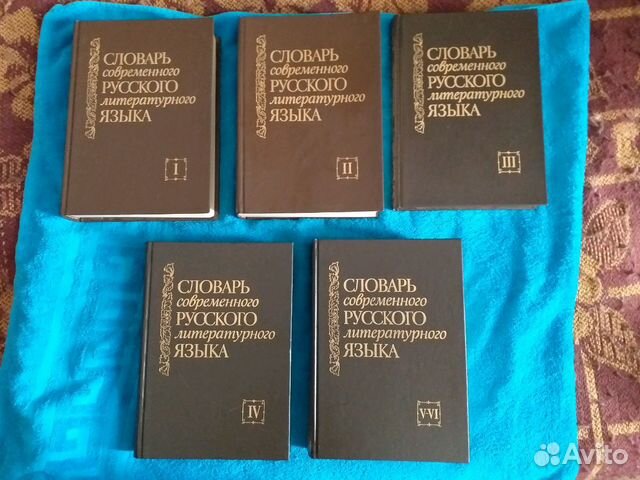 СЛОВАРЬ
современного
РУССКОГО
литературного
ЯЗЫКА
I
СЛОВАРЬ
современного
РУССКОГО
литературного
ЯЗЫКА
II
СЛОВАРЬ
современного
РУССКОГО
литературного
ЯЗЫКА
III
СЛОВАРЬ
современного
РУССКОГО
литературного
ЯЗЫКА
IV
СЛОВАРЬ
современного
РУССКОГО
литературного
ЯЗЫКА
V-VI
Avito